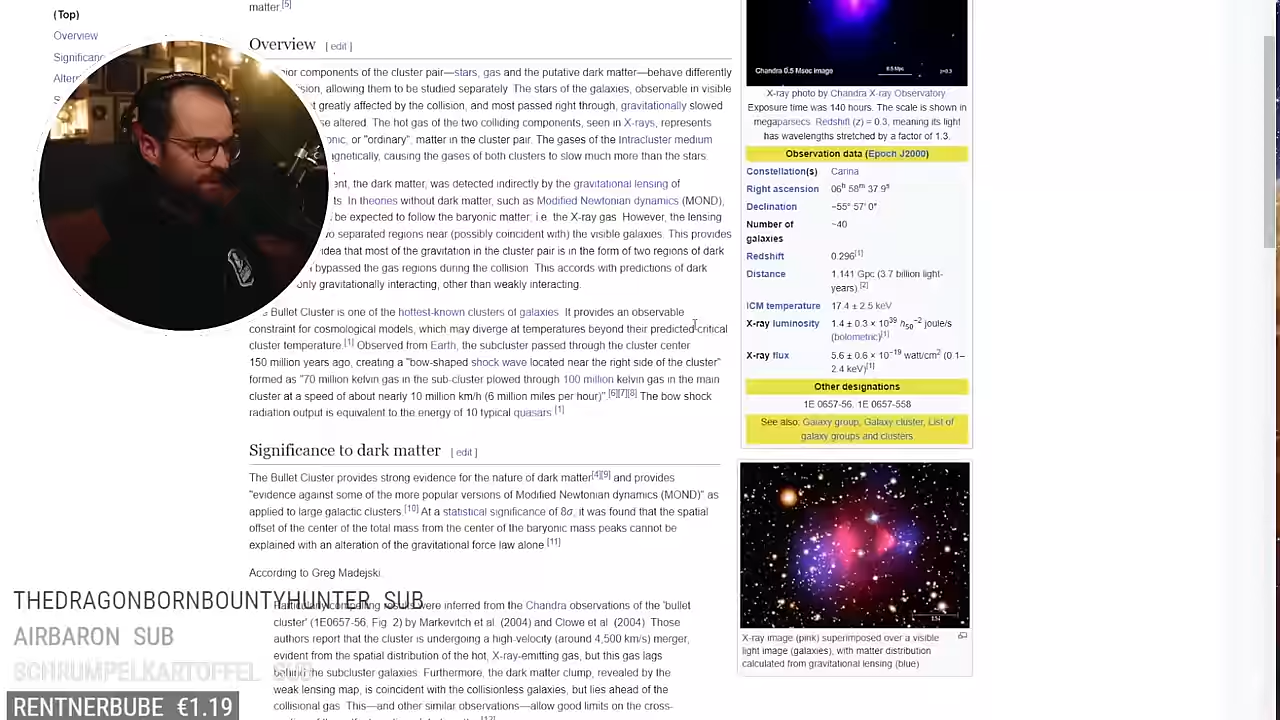 (Top)
Overview
Significance
matter.[5]
Overview [ edit ]
components of the cluster pair—stars, gas and the putative dark matter—behave differently
allowing them to be studied separately. The stars of the galaxies, observable in visible
greatly affected by the collision, and most passed right through, gravitationally slowed
altered. The hot gas of the two colliding components, seen in X-rays, represents
or "ordinary", matter in the cluster pair. The gases of the Intracluster medium
causing the gases of both clusters to slow much more than the stars.
the dark matter, was detected indirectly by the gravitational lensing of
In theories without dark matter, such as Modified Newtonian dynamics (MOND),
be expected to follow the baryonic matter; i.e. the X-ray gas. However, the lensing
separated regions near (possibly coincident with) the visible galaxies. This provides
idea that most of the gravitation in the cluster pair is in the form of two regions of dark
bypassed the gas regions during the collision. This accords with predictions of dark
only gravitationally interacting, other than weakly interacting.
Bullet Cluster is one of the hottest-known clusters of galaxies. It provides an observable
constraint for cosmological models, which may diverge at temperatures beyond their predicted critical
cluster temperature.[1] Observed from Earth, the subcluster passed through the cluster center
150 million years ago, creating a "bow-shaped shock wave located near the right side of the cluster"
formed as "70 million kelvin gas in the sub-cluster plowed through 100 million kelvin gas in the main
cluster at a speed of about nearly 10 million km/h (6 million miles per hour)".[6][7][8] The bow shock
radiation output is equivalent to the energy of 10 typical quasars.[1]
Significance to dark matter [ edit ]
The Bullet Cluster provides strong evidence for the nature of dark matter[4][9] and provides
"evidence against some of the more popular versions of Modified Newtonian dynamics (MOND)" as
applied to large galactic clusters.[10] At a statistical significance of 8σ, it was found that the spatial
offset of the center of the total mass from the center of the baryonic mass peaks cannot be
explained with an alteration of the gravitational force law alone.[11]
According to Greg Madejski:
Particularly compelling results were inferred from the Chandra observations of the 'bullet
cluster' (1E0657-56, Fig. 2) by Markevitch et al. (2004) and Clowe et al. (2004). Those
authors report that the cluster is undergoing a high-velocity (around 4,500 km/s) merger,
evident from the spatial distribution of the hot, X-ray-emitting gas, but this gas lags
behind the subcluster galaxies. Furthermore, the dark matter clump, revealed by the
weak lensing map, is coincident with the collisionless galaxies, but lies ahead of the
collisional gas. This—and other similar observations—allow good limits on the cross-
Chandra 0.5 Msec image
0.5 Mpc
z=0.3
X-ray photo by Chandra X-ray Observatory.
Exposure time was 140 hours. The scale is shown in
megaparsecs. Redshift (z) = 0.3, meaning its light
has wavelengths stretched by a factor of 1.3.
Observation data (Epoch J2000)
Constellation(s) Carina
Right ascension 06h 58m 37.9s
Declination −55° 57′ 0″
Number of galaxies ~40
Redshift 0.296[1]
Distance 1.141 Gpc (3.7 billion light-
years).[2]
ICM temperature 17.4 ± 2.5 keV
X-ray luminosity 1.4 ± 0.3 × 10³⁹ h₅₀⁻² joule/s
(bolometric)[1]
X-ray flux 5.6 ± 0.6 × 10⁻¹⁹ watt/cm² (0.1–
2.4 keV)[1]
Other designations
1E 0657-56, 1E 0657-558
See also: Galaxy group, Galaxy cluster, List of
galaxy groups and clusters
X-ray image (pink) superimposed over a visible
light image (galaxies), with matter distribution
calculated from gravitational lensing (blue)
THEDRAGONBORNBOUNTYHUNTER SUB
AIRBARON SUB
SCHRUMPELKARTOFFEL SUB
RENTNERBUBE €1.19